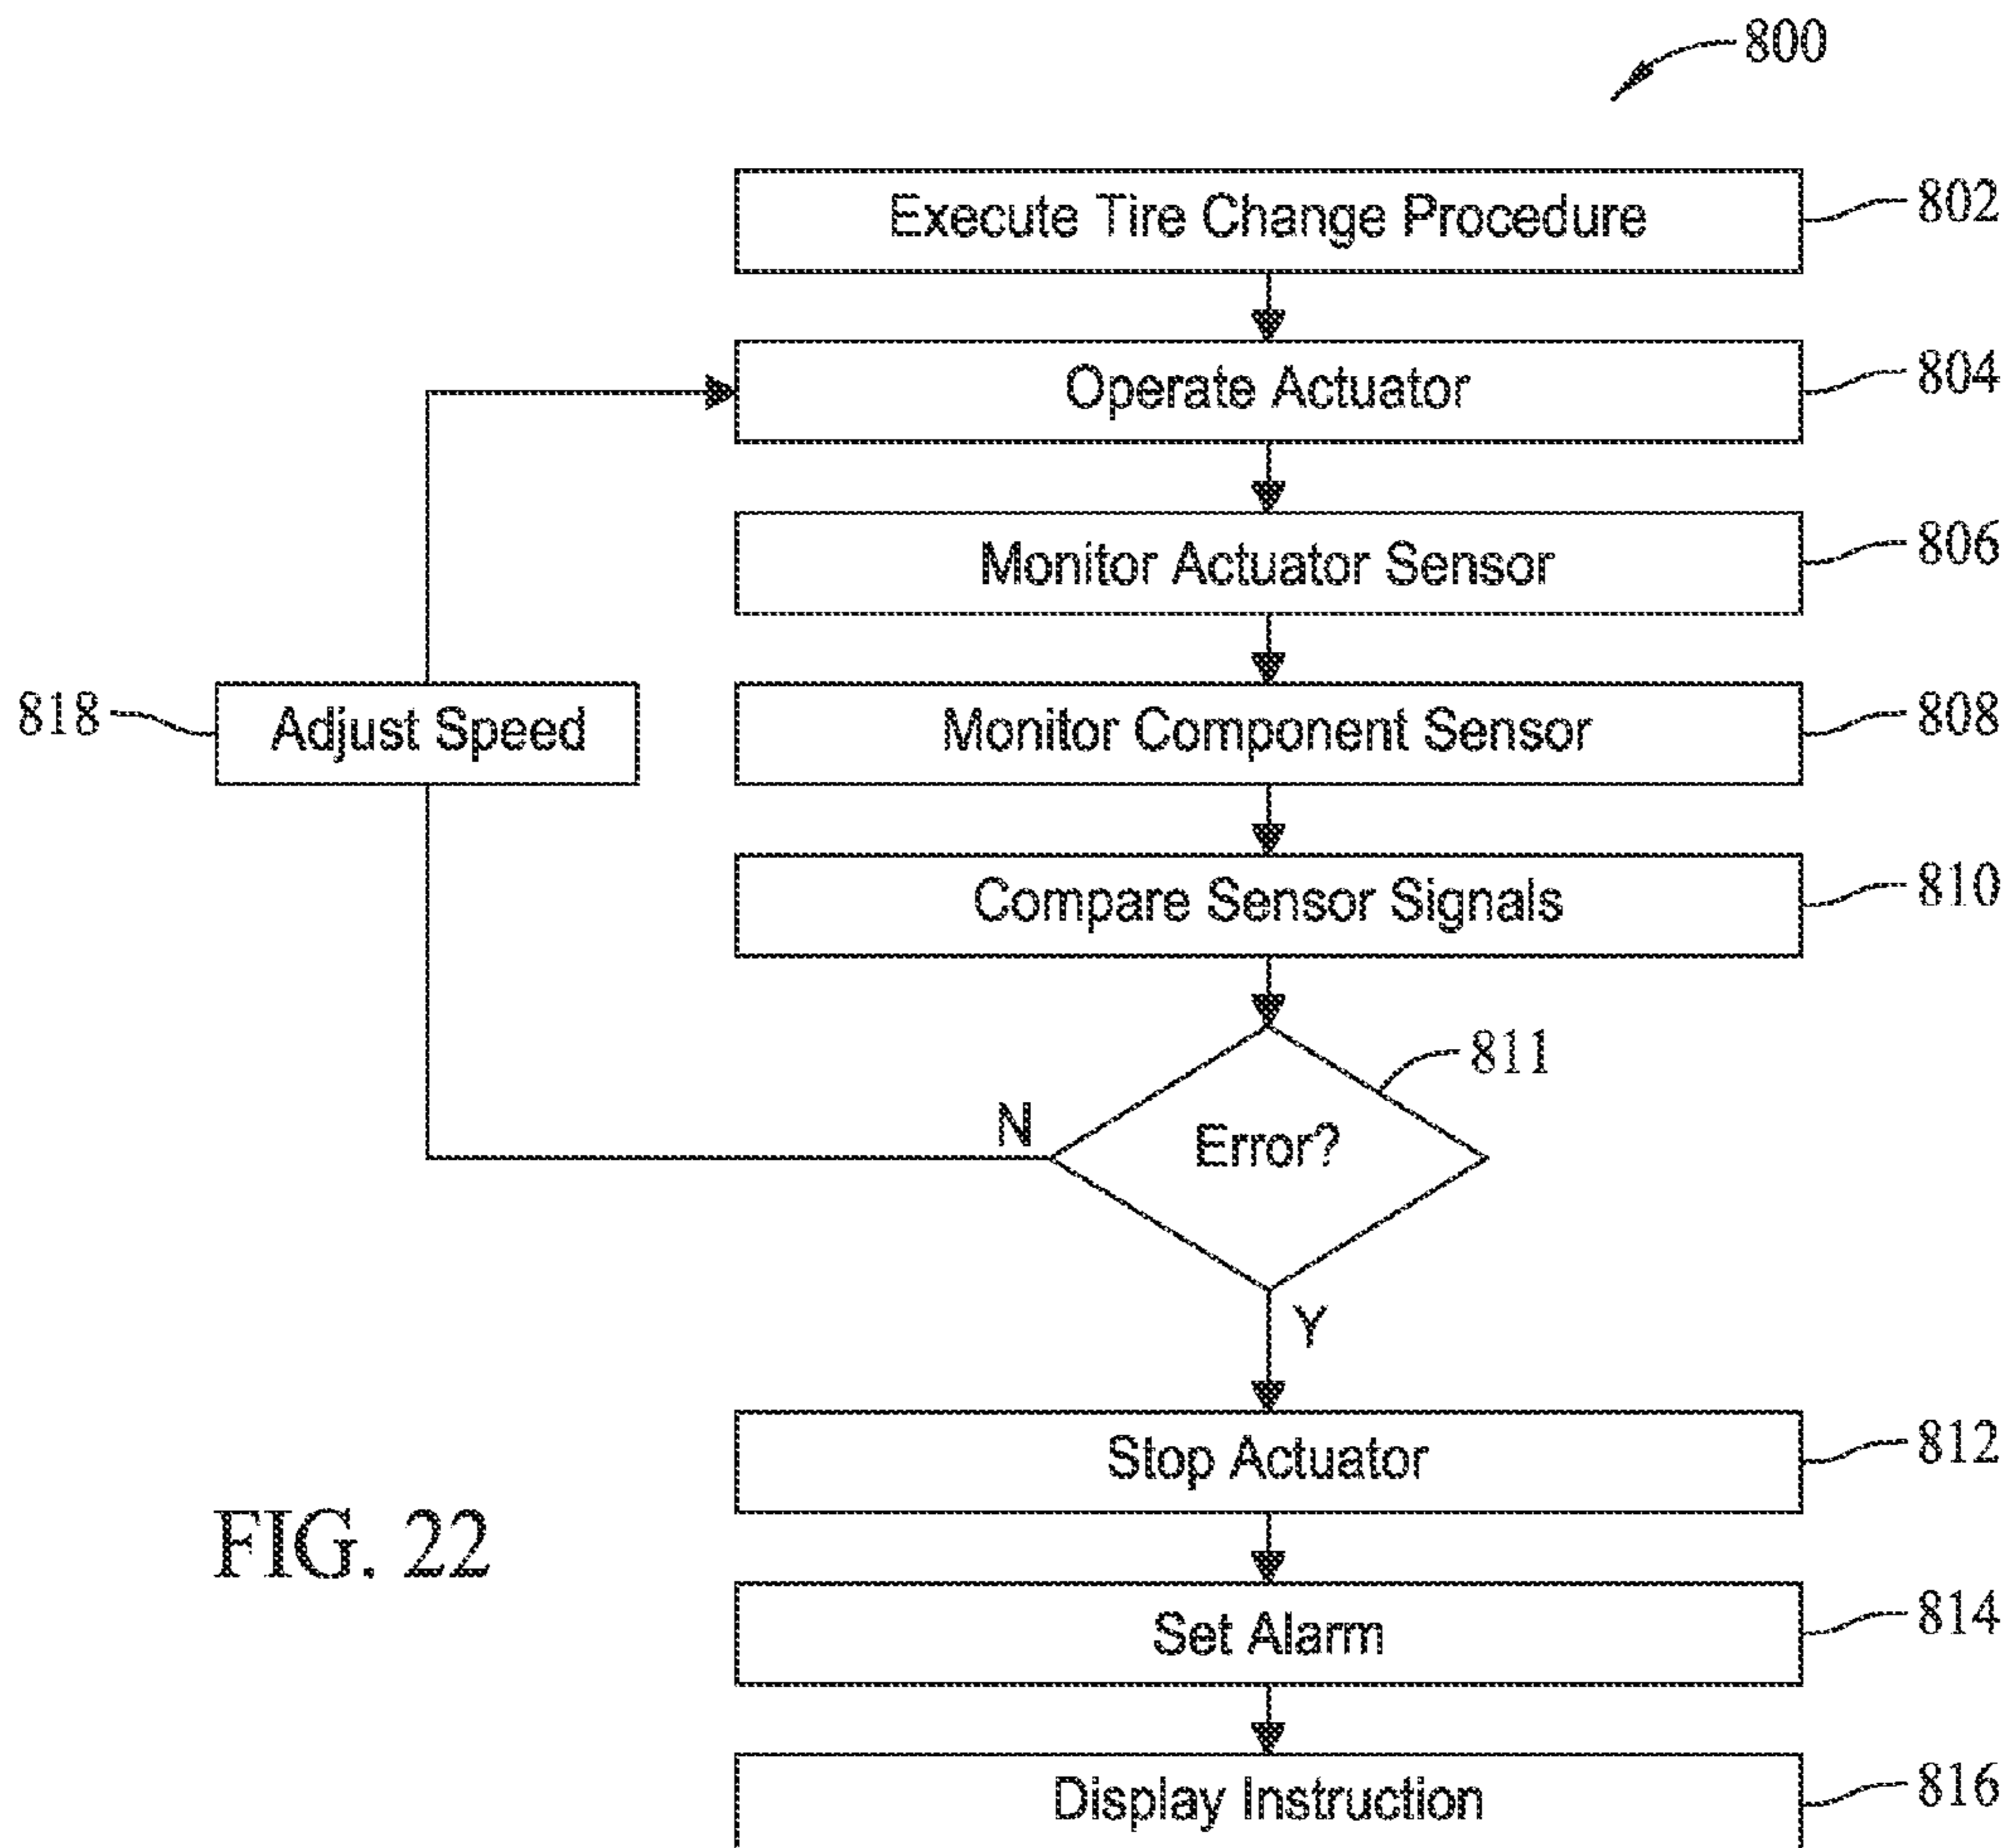 800
Execute Tire Change Procedure 802
Operate Actuator 804
Monitor Actuator Sensor 806
818 Adjust Speed Monitor Component Sensor 808
Compare Sensor Signals 810
811
N Error?
Y
Stop Actuator 812
FIG. 22
Set Alarm 814
Display Instruction 816